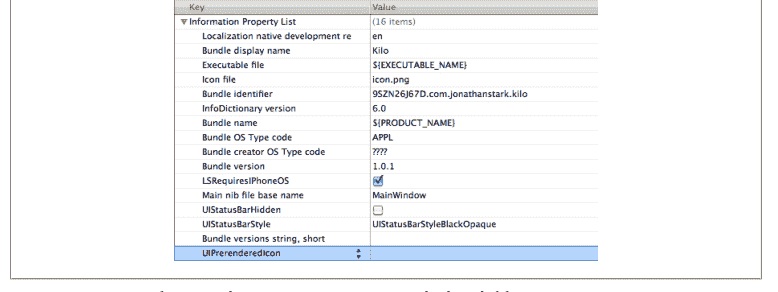 Key Value
Information Property List (16 items)
Localization native development re en
Bundle display name Kilo
Executable file ${EXECUTABLE_NAME}
Icon file icon.png
Bundle identifier 9SZN26J67D.com.jonathanstark.kilo
InfoDictionary version 6.0
Bundle name ${PRODUCT_NAME}
Bundle OS Type code APPL
Bundle creator OS Type code ????
Bundle version 1.0.1
LSRequiresIPhoneOS
Main nib file base name MainWindow
UIStatusBarHidden
UIStatusBarStyle UIStatusBarStyleBlackOpaque
Bundle versions string, short
UIPrerenderedIcon